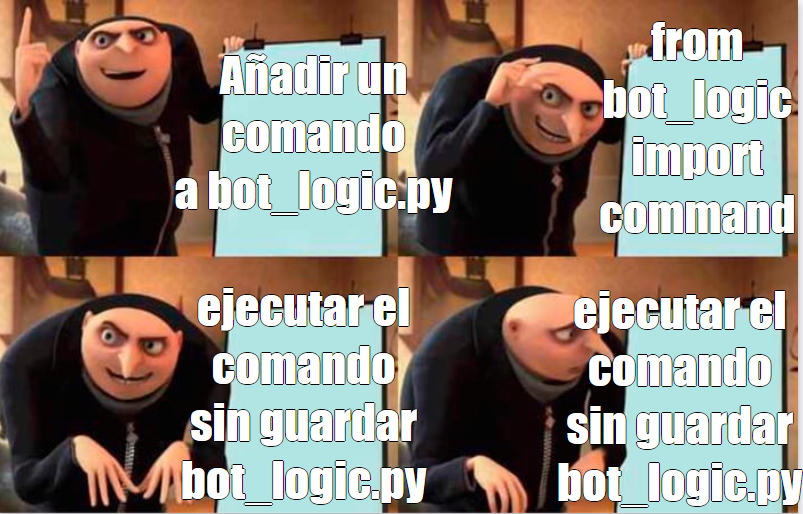 Añadir un
comando
a bot_logic.py
from
bot_logic
import
command
ejecutar el
comando
sin guardar
bot_logic.py
ejecutar el
comando
sin guardar
bot_logic.py